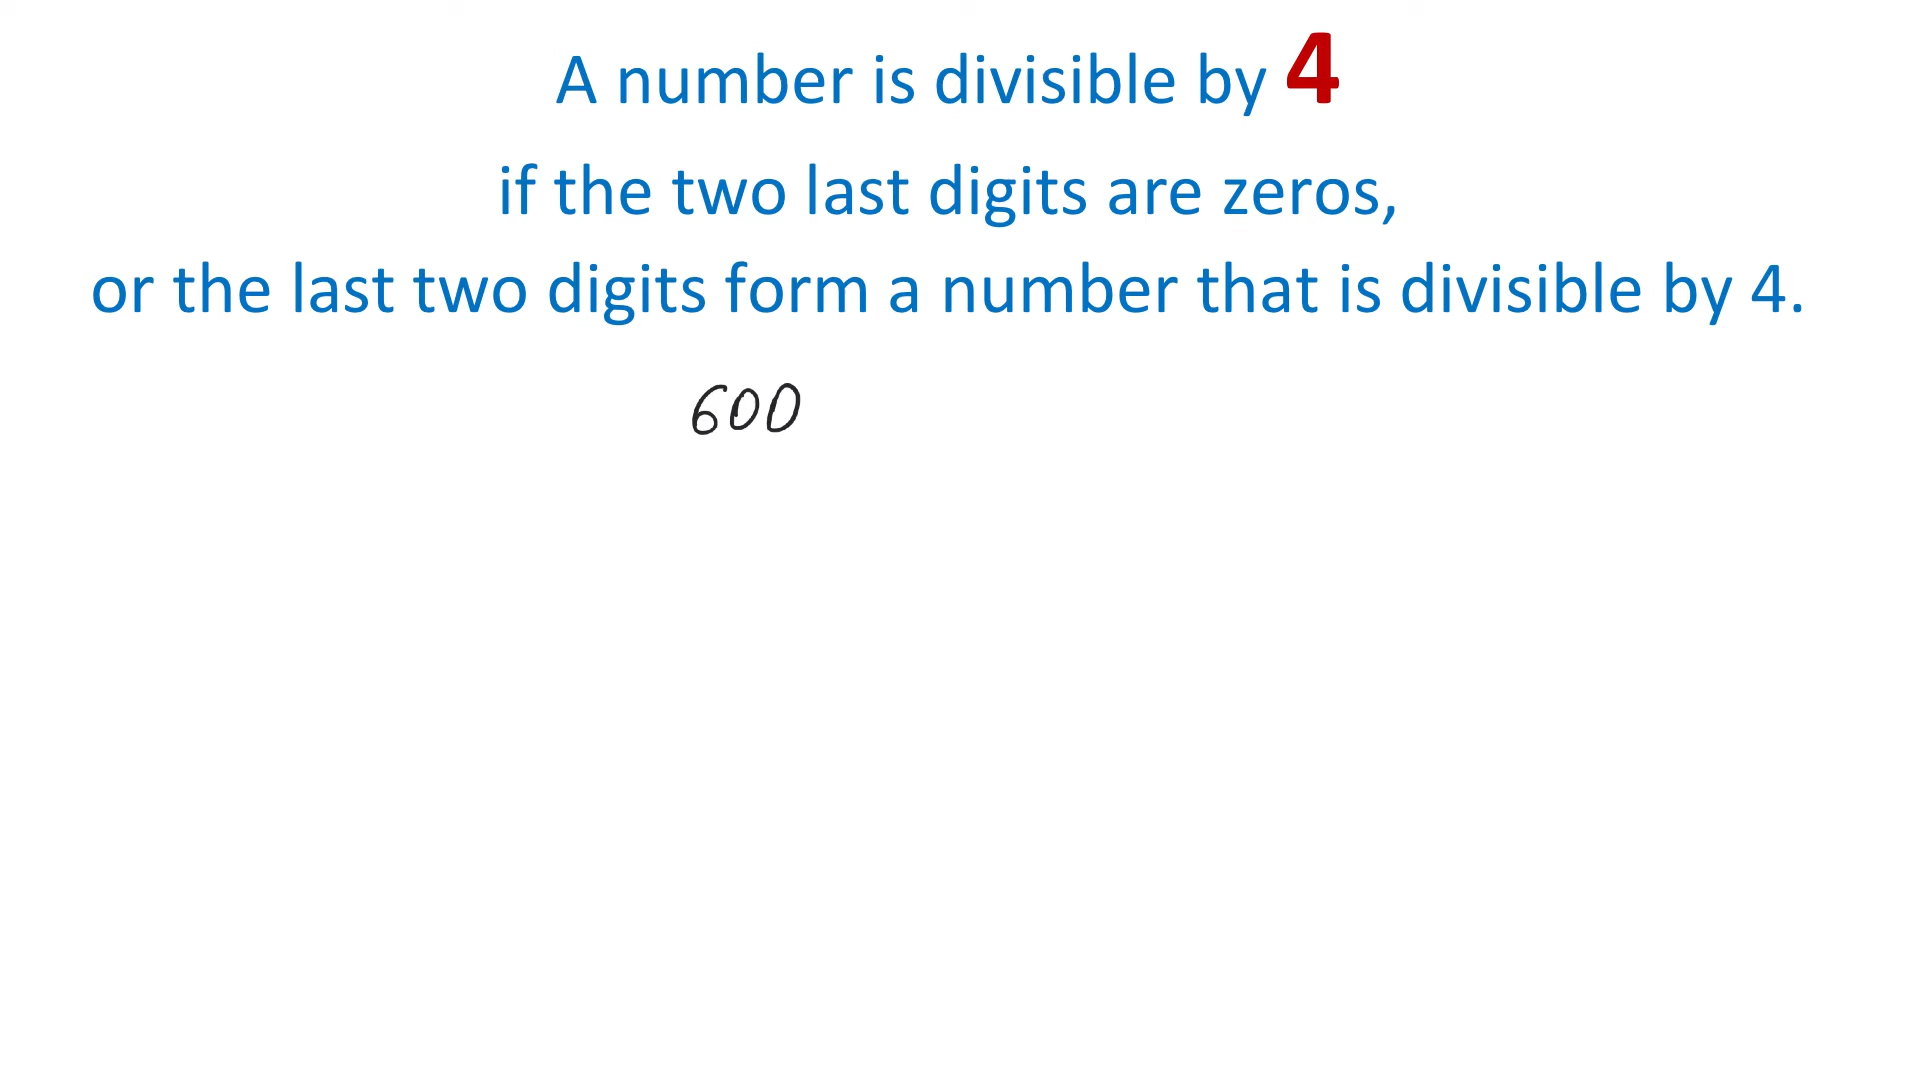 A number is divisible by 4
if the two last digits are zeros,
or the last two digits form a number that is divisible by 4.
600